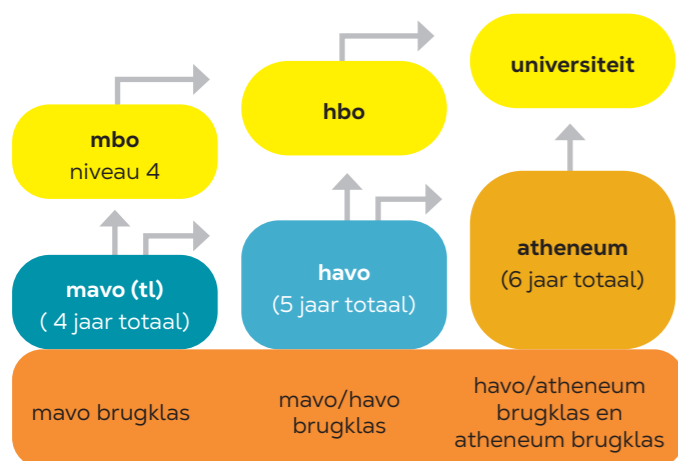 universiteit
hbo
mbo
niveau 4
atheneum
(6 jaar totaal)
havo
(5 jaar totaal)
mavo (tl)
( 4 jaar totaal)
mavo brugklas
mavo/havo
brugklas
havo/atheneum
brugklas en
atheneum brugklas